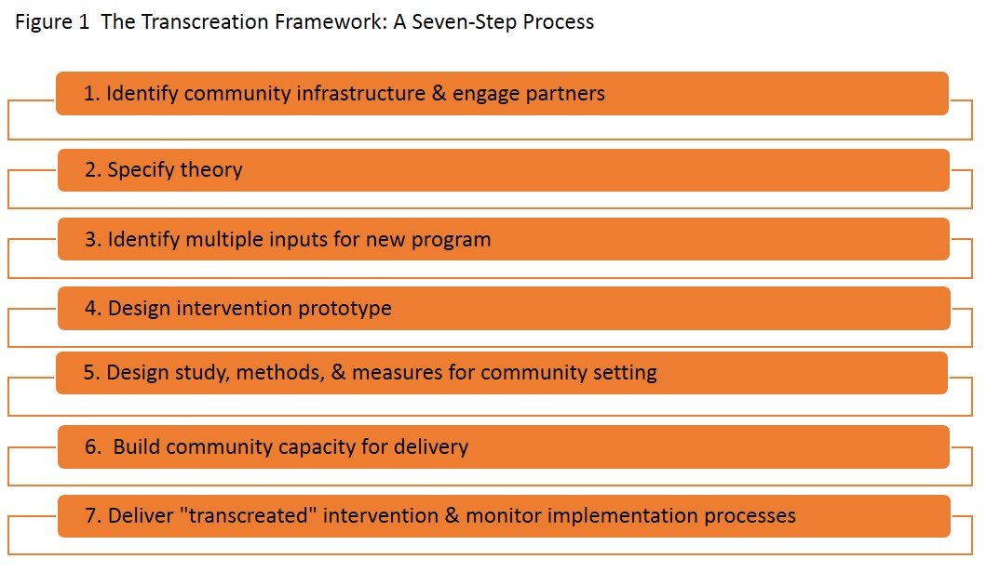 Figure 1  The Transcreation Framework: A Seven-Step Process
1. Identify community infrastructure & engage partners
2. Specify theory
3. Identify multiple inputs for new program
4. Design intervention prototype
5. Design study, methods, & measures for community setting
6.  Build community capacity for delivery
7. Deliver "transcreated" intervention & monitor implementation processes